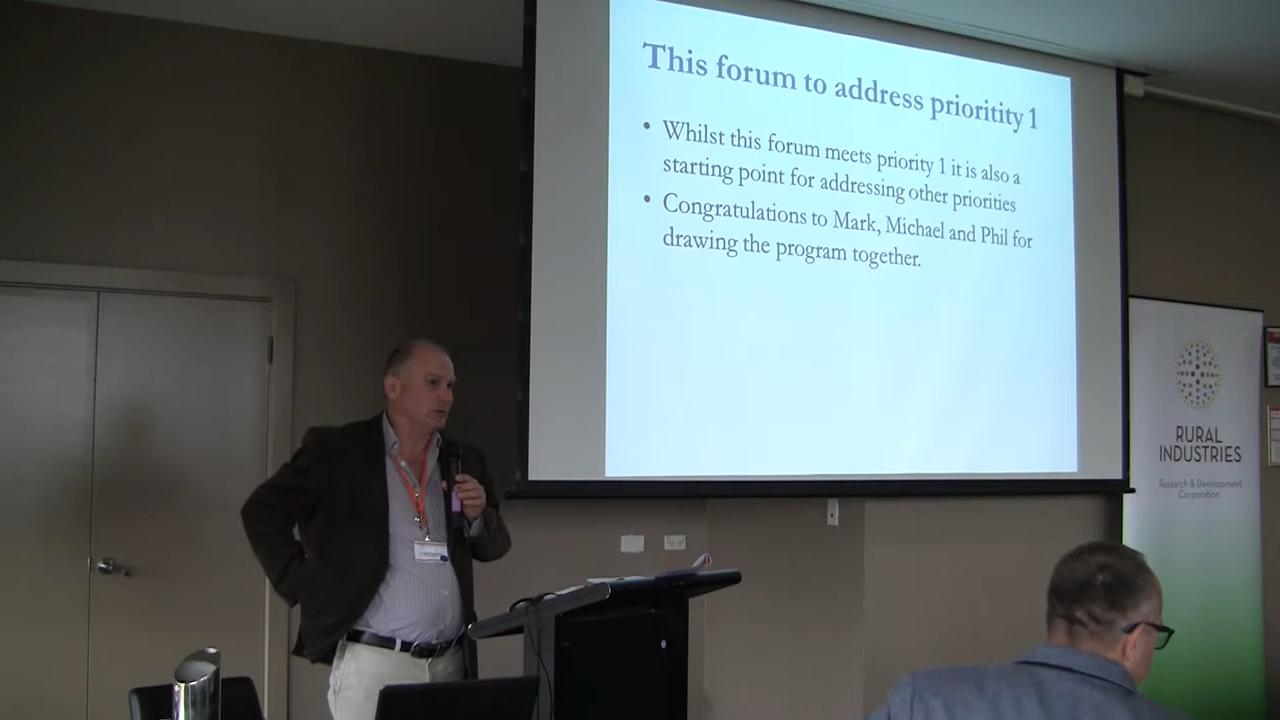 This forum to address prioritity 1
• Whilst this forum meets priority 1 it is also a
starting point for addressing other priorities
• Congratulations to Mark, Michael and Phil for
drawing the program together.
RURAL
INDUSTRIES
Research & Development
Corporation